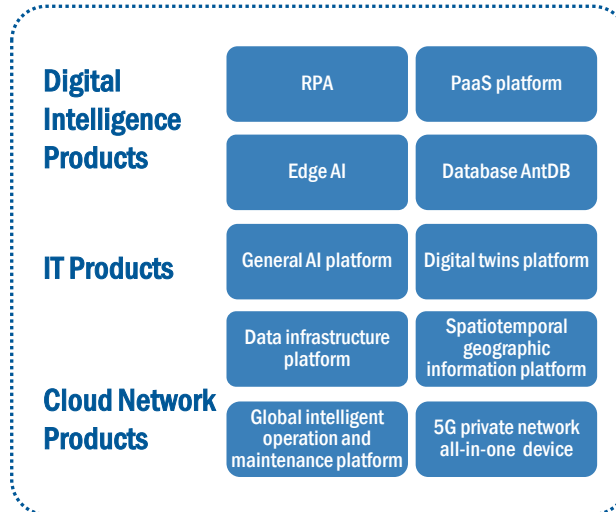 Digital
Intelligence
Products
RPA
PaaS platform
Edge AI
Database AntDB
IT Products
General AI platform
Digital twins platform
Data infrastructure
platform
Spatiotemporal
geographic
information platform
Cloud Network
Products
Global intelligent
operation and
maintenance platform
5G private network
all-in-one device